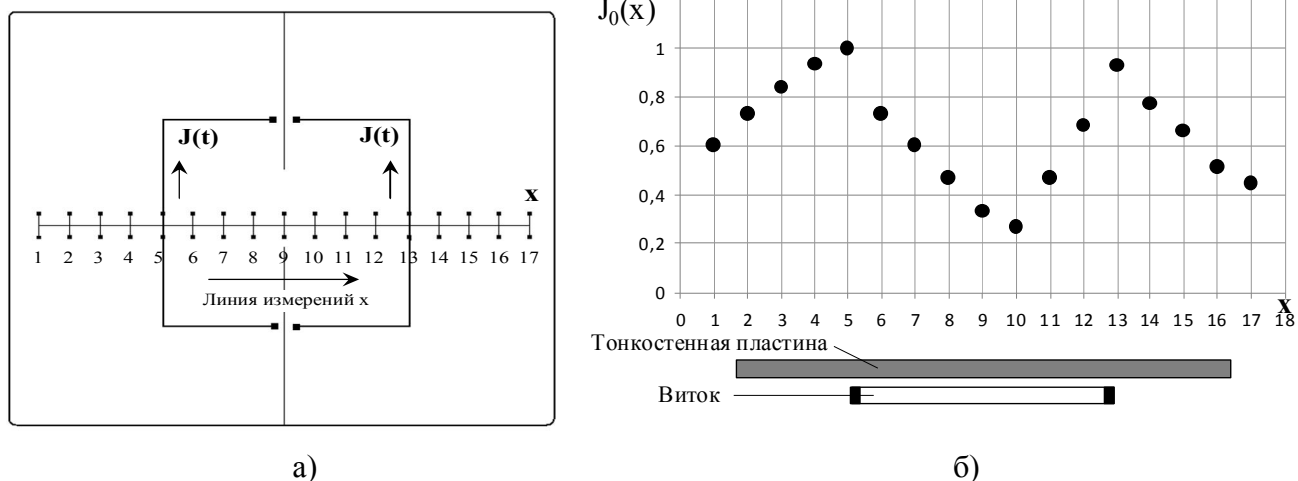 J(t) J(t)
x
1 2 3 4 5 6 7 8 9 10 11 12 13 14 15 16 17
Линия измерений x
а)
J₀(x)
1
0,8
0,6
0,4
0,2
0
0 1 2 3 4 5 6 7 8 9 10 11 12 13 14 15 16 17 18
x
Тонкостенная пластина
Виток
б)